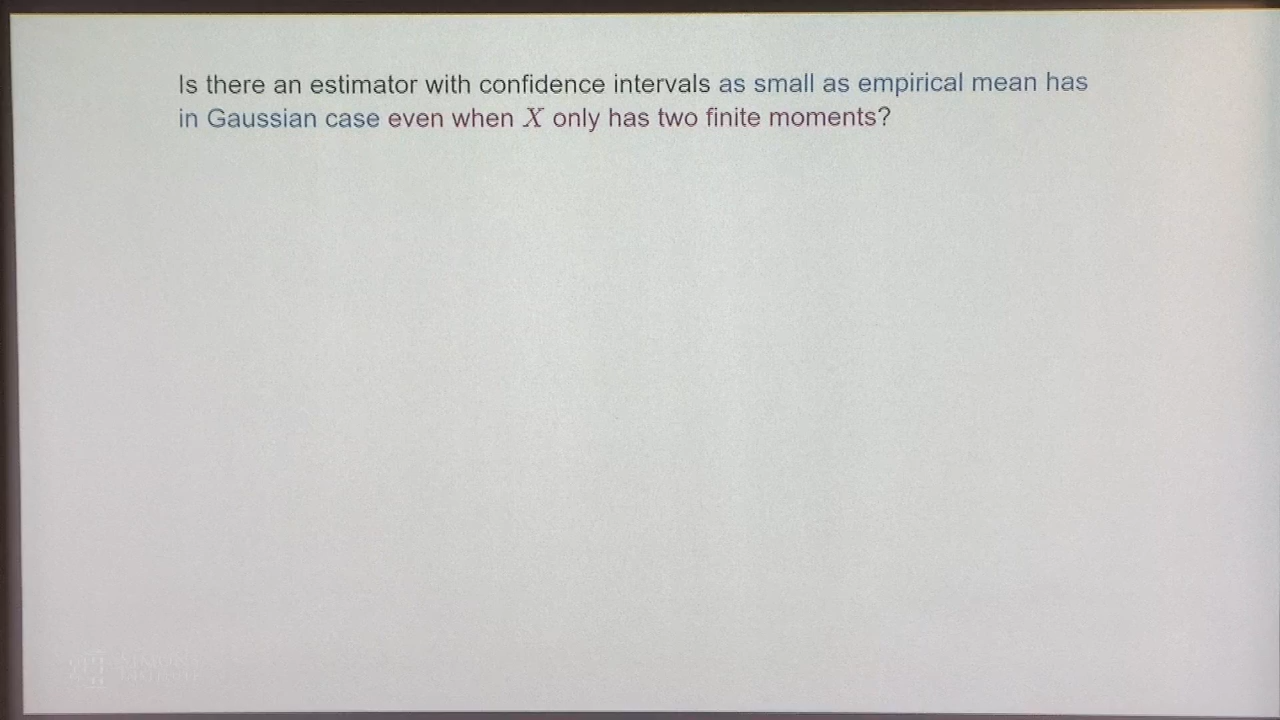 Is there an estimator with confidence intervals as small as empirical mean has
in Gaussian case even when X only has two finite moments?